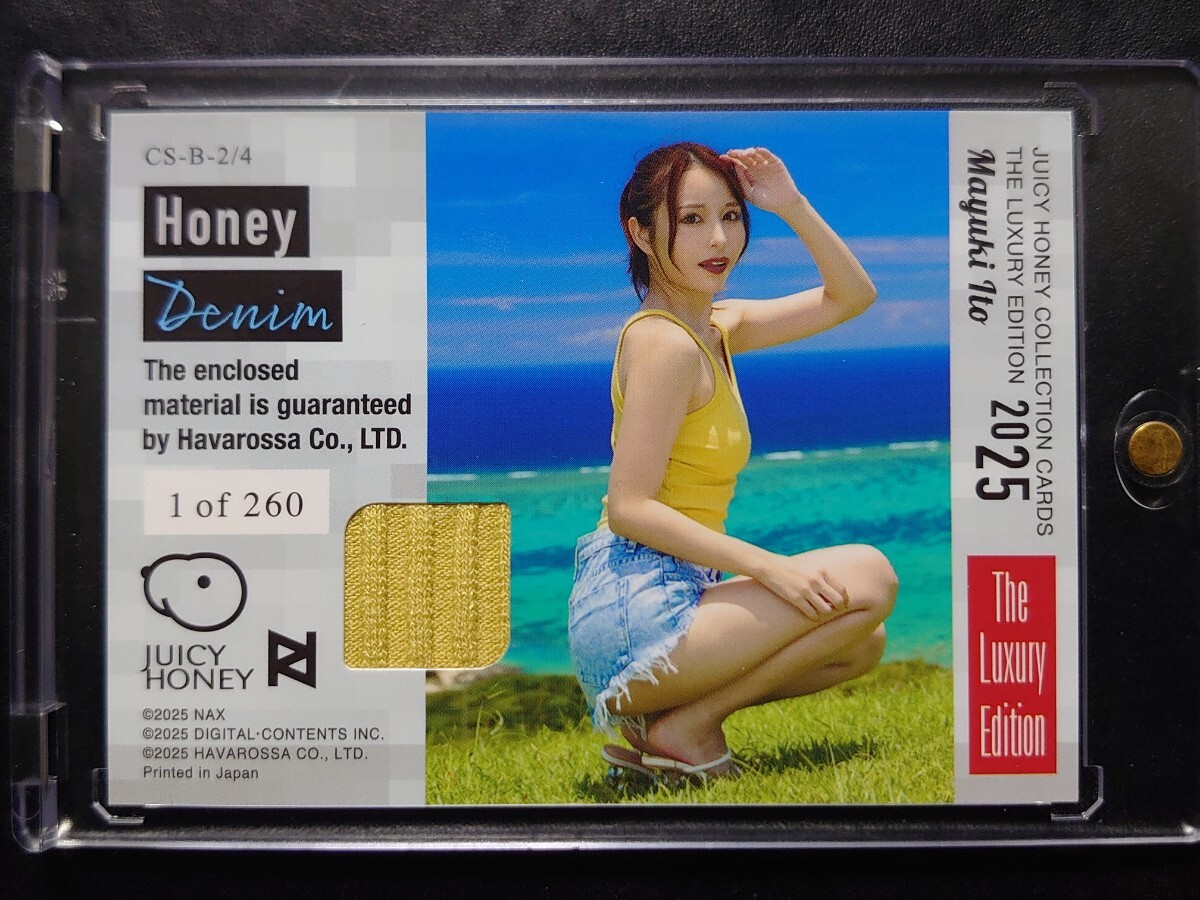 CS-B-2/4
Honey
Denim
The enclosed
material is guaranteed
by Havarossa Co., LTD.
1 of 260
JUICY
HONEY
©2025 NAX
©2025 DIGITAL·CONTENTS INC.
©2025 HAVAROSSA CO., LTD.
Printed in Japan
JUICY HONEY COLLECTION CARDS
THE LUXURY EDITION 2025
Mayuki Ito
The
Luxury
Edition